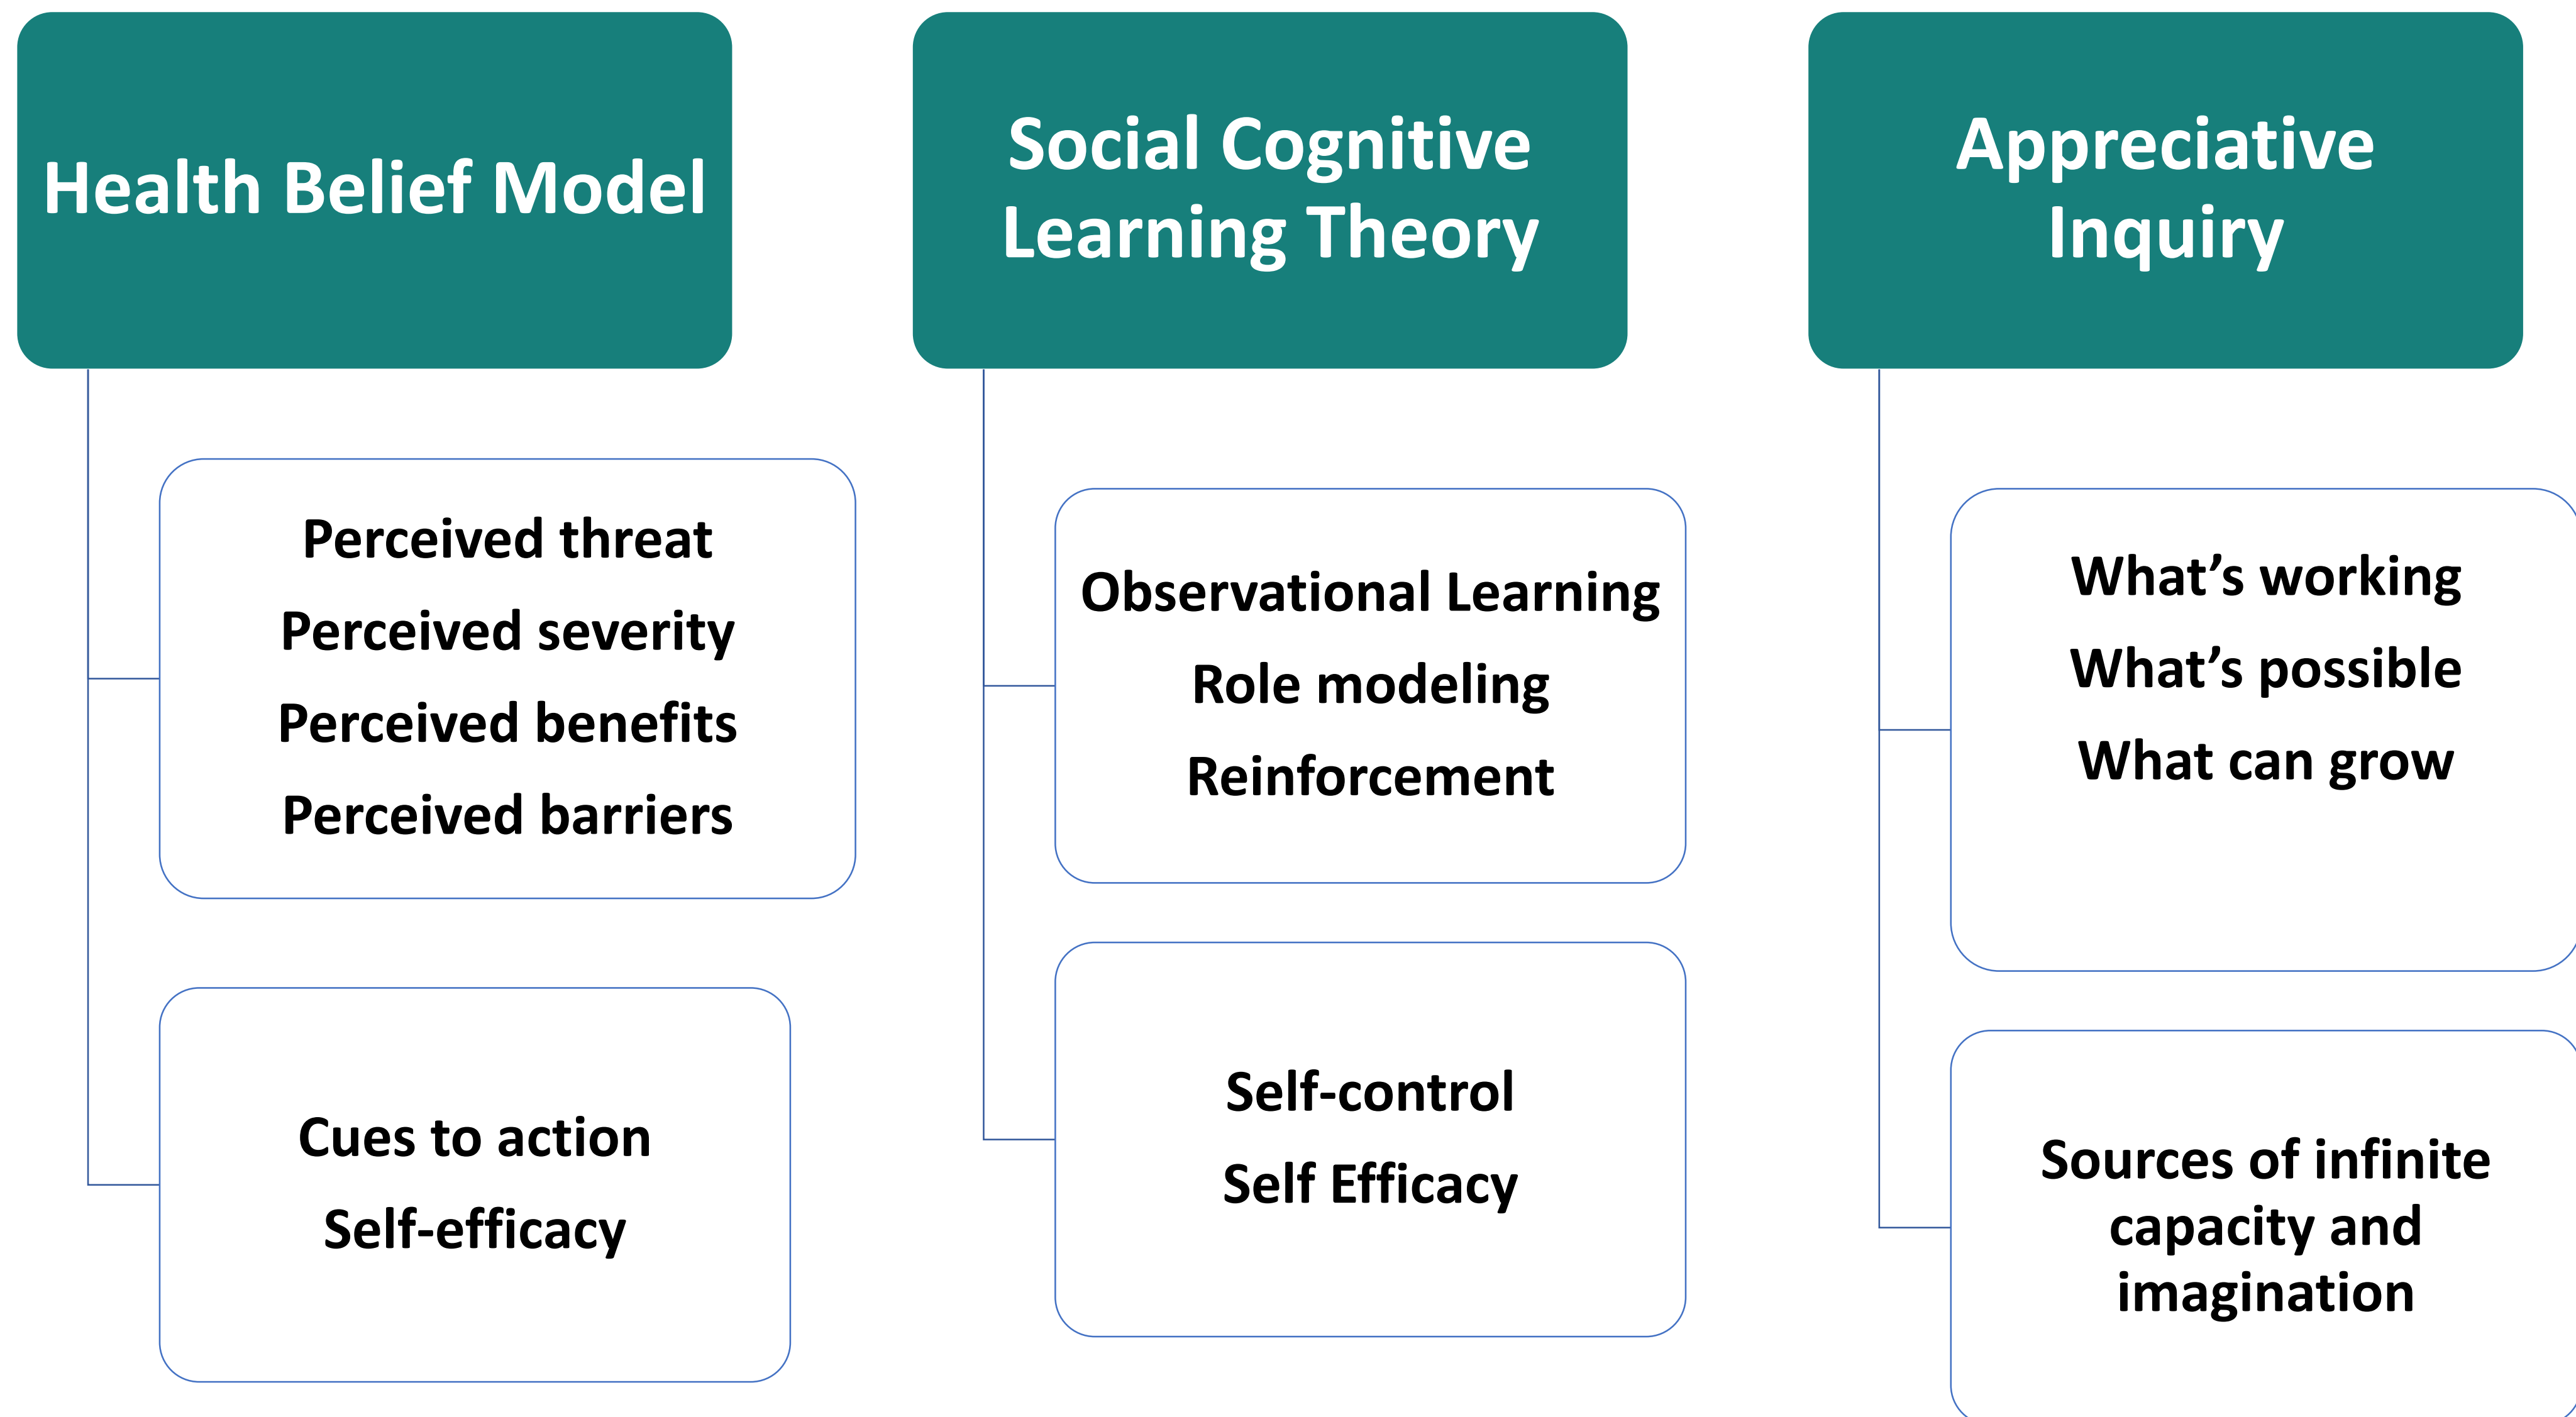 Health Belief Model
Perceived threat
Perceived severity
Perceived benefits
Perceived barriers
Cues to action
Self-efficacy
Social Cognitive
Learning Theory
Observational Learning
Role modeling
Reinforcement
Self-control
Self Efficacy
Appreciative
Inquiry
What’s working
What’s possible
What can grow
Sources of infinite
capacity and
imagination